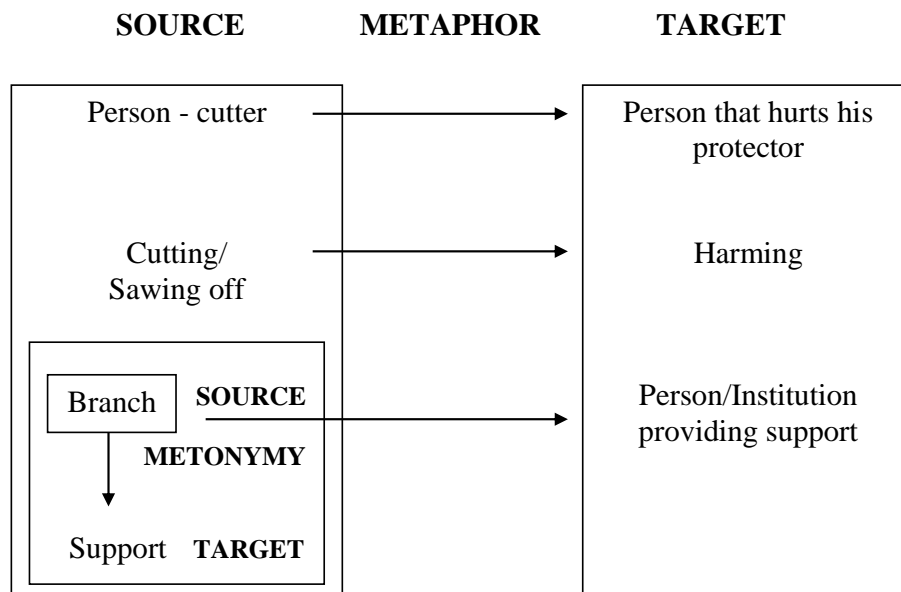 SOURCE METAPHOR TARGET
Person - cutter
Person that hurts his
protector
Cutting/
Sawing off
Harming
Branch
SOURCE
METONYMY
Support TARGET
Person/Institution
providing support